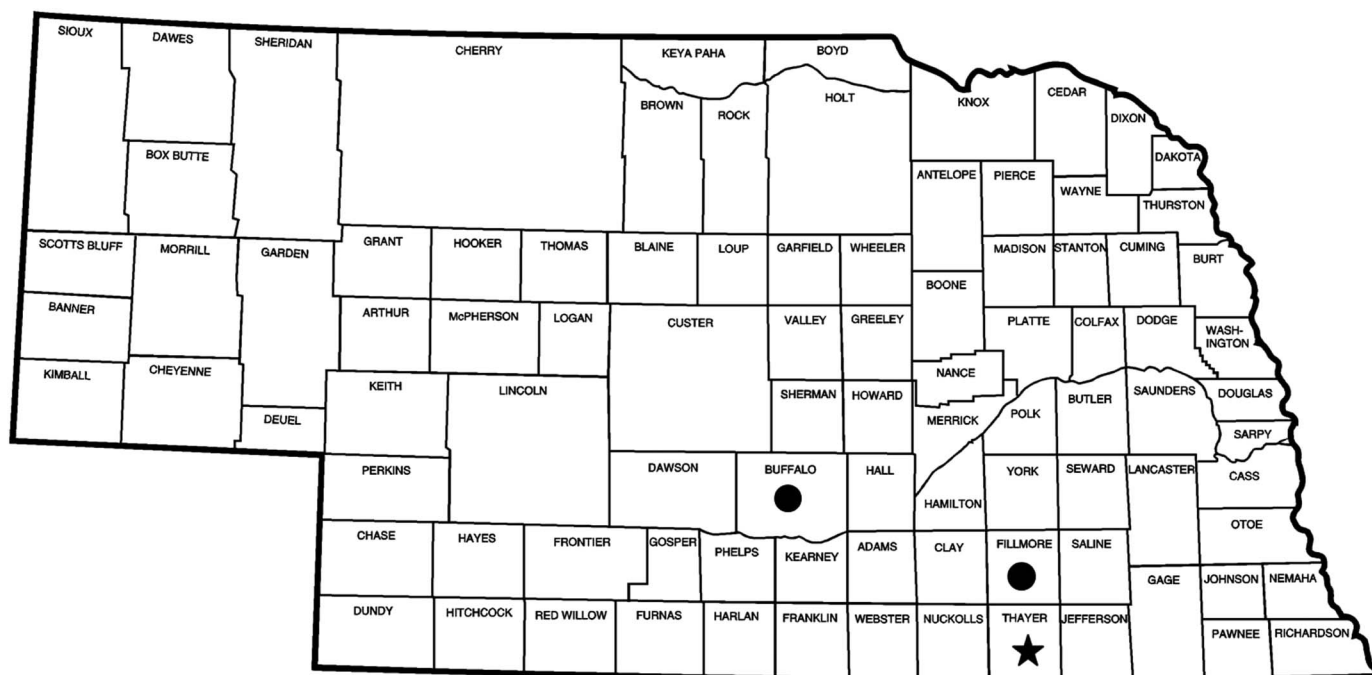 SIOUX
DAWES
SHERIDAN
CHERRY
KEYA PAHA
BOYD
BROWN
ROCK
HOLT
KNOX
CEDAR
DIXON
DAKOTA
BOX BUTTE
ANTELOPE
PIERCE
WAYNE
THURSTON
SCOTTS BLUFF
MORRILL
GARDEN
GRANT
HOOKER
THOMAS
BLAINE
LOUP
GARFIELD
WHEELER
MADISON
STANTON
CUMING
BURT
BOONE
BANNER
ARTHUR
McPHERSON
LOGAN
CUSTER
VALLEY
GREELEY
PLATTE
COLFAX
DODGE
WASH-
INGTON
KIMBALL
CHEYENNE
KEITH
LINCOLN
NANCE
DEUEL
SHERMAN
HOWARD
MERRICK
POLK
BUTLER
SAUNDERS
DOUGLAS
SARPY
PERKINS
DAWSON
BUFFALO
HALL
HAMILTON
YORK
SEWARD
LANCASTER
CASS
OTOE
CHASE
HAYES
FRONTIER
GOSPER
PHELPS
KEARNEY
ADAMS
CLAY
FILLMORE
SALINE
GAGE
JOHNSON
NEMAHA
DUNDY
HITCHCOCK
RED WILLOW
FURNAS
HARLAN
FRANKLIN
WEBSTER
NUCKOLLS
THAYER
JEFFERSON
PAWNEE
RICHARDSON